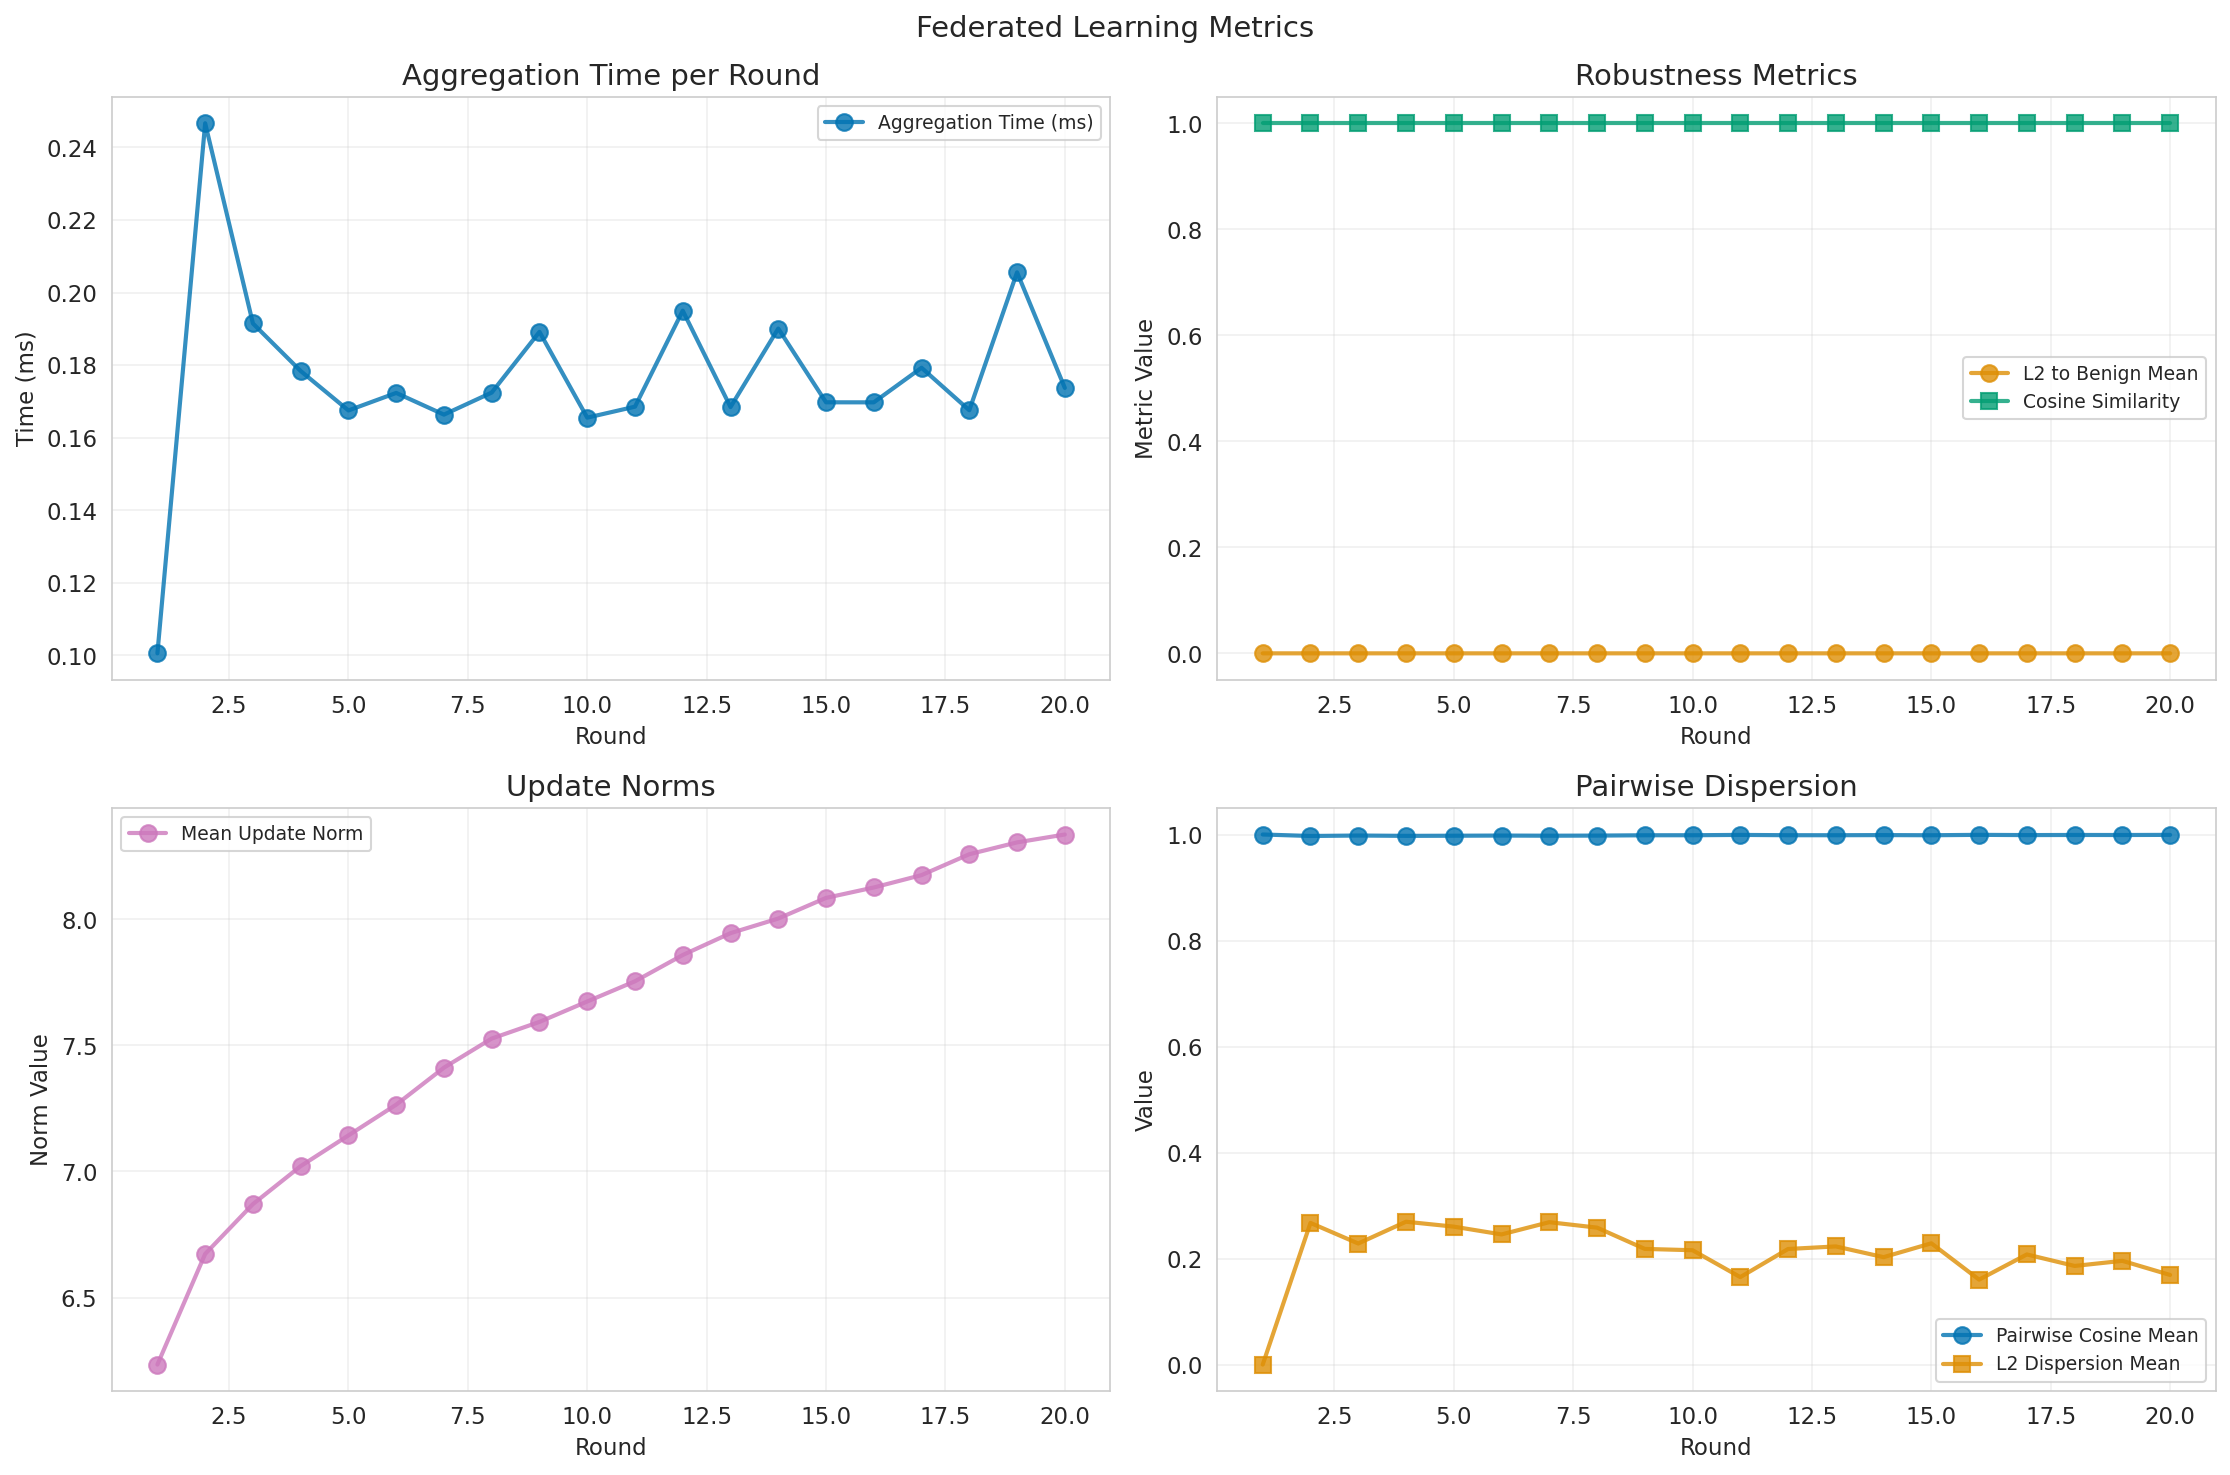 Federated Learning Metrics
Aggregation Time per Round
Time (ms)
0.24
0.22
0.20
0.18
0.16
0.14
0.12
0.10
Aggregation Time (ms)
2.5 5.0 7.5 10.0 12.5 15.0 17.5 20.0
Round
Robustness Metrics
Metric Value
1.0
0.8
0.6
0.4
0.2
0.0
L2 to Benign Mean
Cosine Similarity
2.5 5.0 7.5 10.0 12.5 15.0 17.5 20.0
Round
Update Norms
Norm Value
8.0
7.5
7.0
6.5
Mean Update Norm
2.5 5.0 7.5 10.0 12.5 15.0 17.5 20.0
Round
Pairwise Dispersion
Value
1.0
0.8
0.6
0.4
0.2
0.0
Pairwise Cosine Mean
L2 Dispersion Mean
2.5 5.0 7.5 10.0 12.5 15.0 17.5 20.0
Round